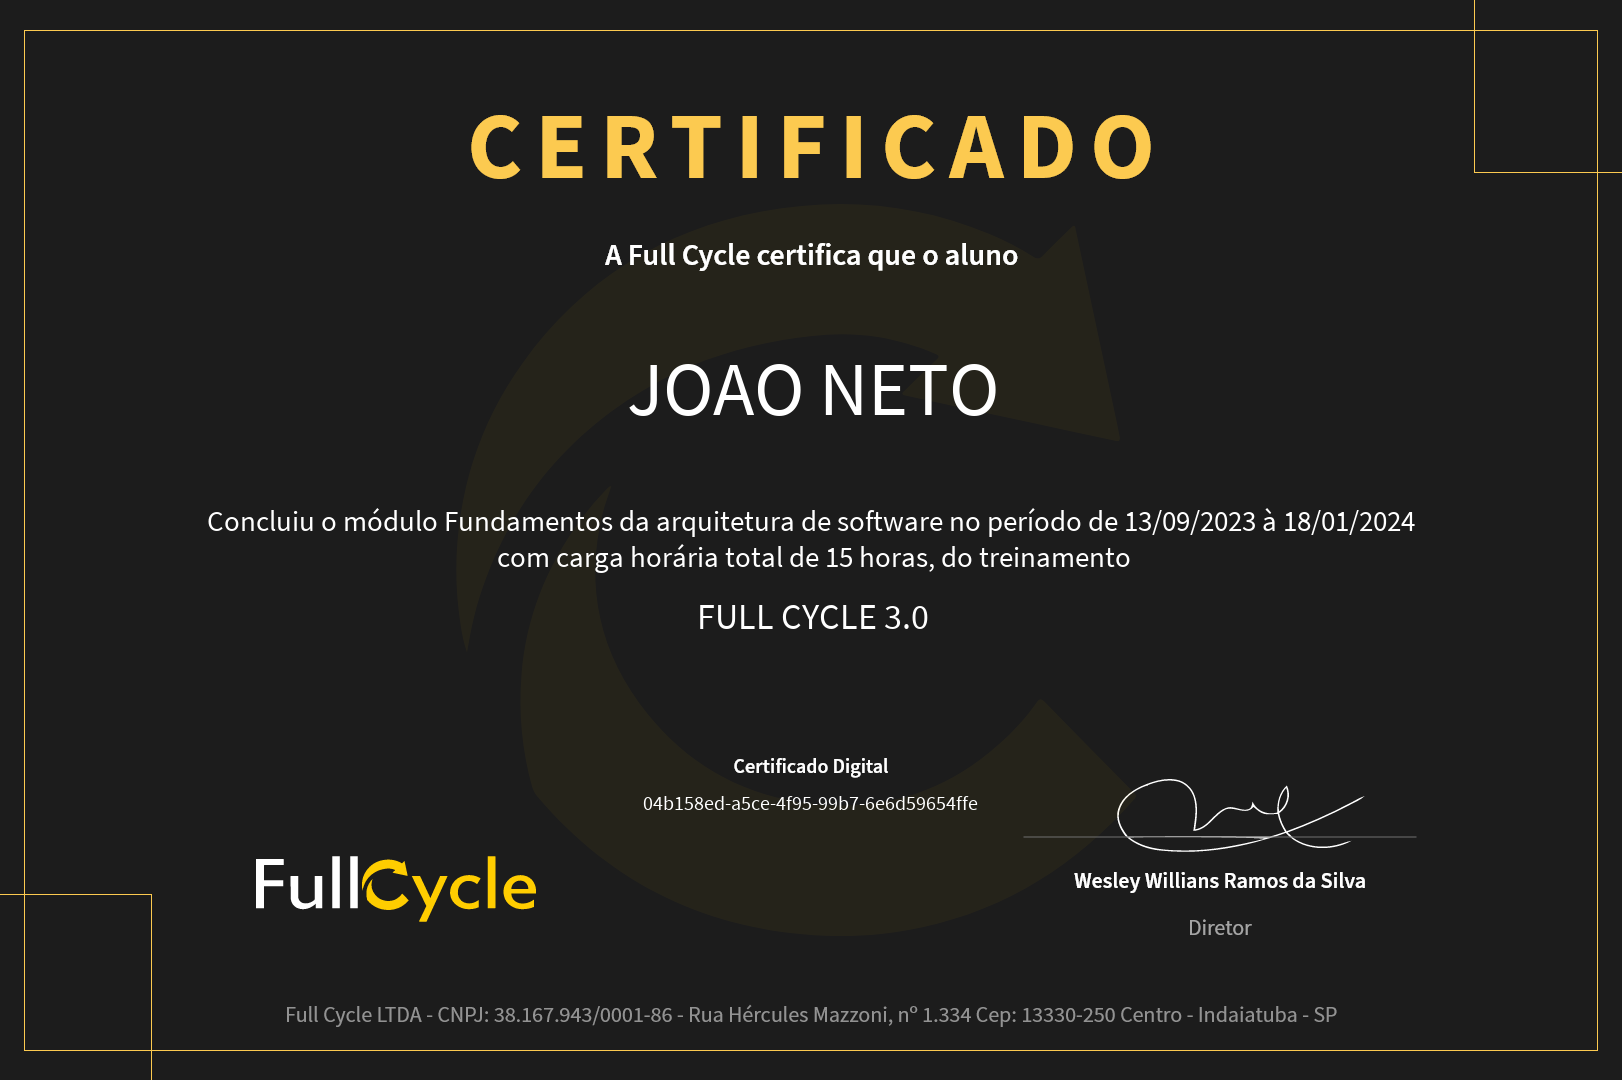 CERTIFICADO
A Full Cycle certifica que o aluno
JOAO NETO
Concluiu o módulo Fundamentos da arquitetura de software no período de 13/09/2023 à 18/01/2024
com carga horária total de 15 horas, do treinamento
FULL CYCLE 3.0
Certificado Digital
04b158ed-a5ce-4f95-99b7-6e6d59654ffe
FullCycle
Wesley Willians Ramos da Silva
Diretor
Full Cycle LTDA - CNPJ: 38.167.943/0001-86 - Rua Hércules Mazzoni, nº 1.334 Cep: 13330-250 Centro - Indaiatuba - SP